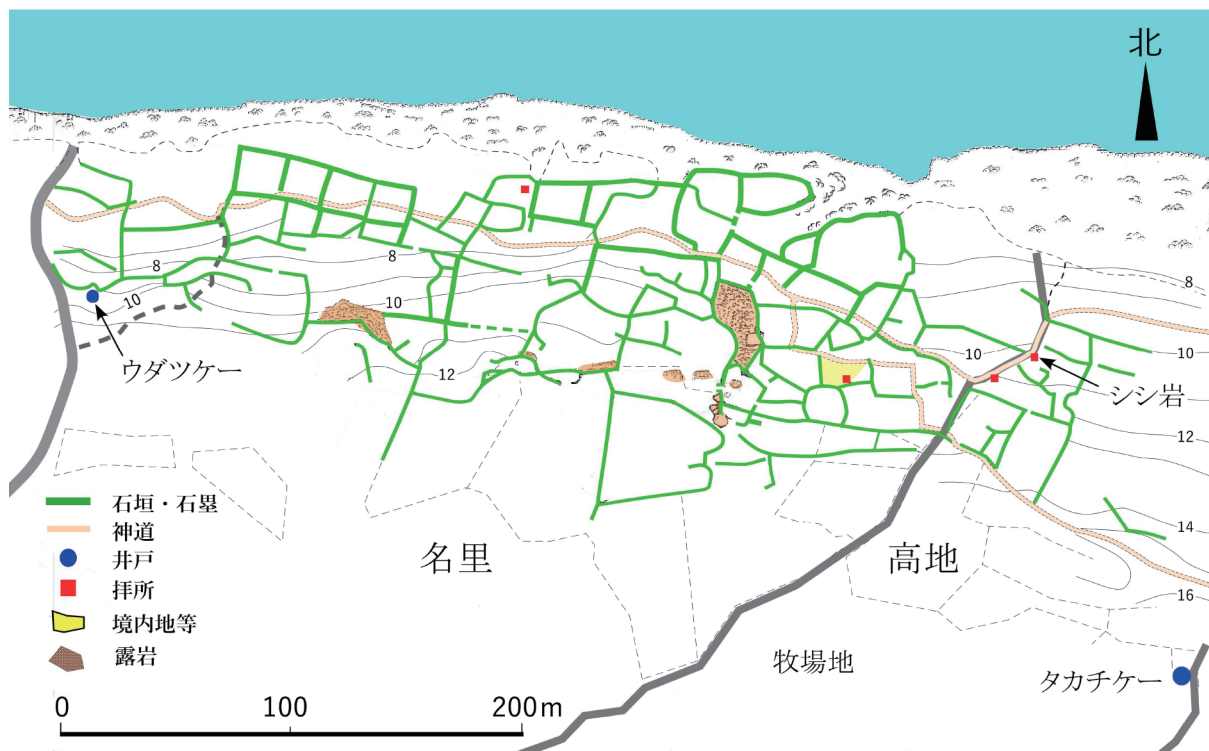 北
8
8
8
10
10
10
10
12
12
14
16
ウダツケー
シシ岩
石垣・石塁
神道
井戸
拝所
境内地等
露岩
名里
高地
牧場地
タカチケー
0 100 200m